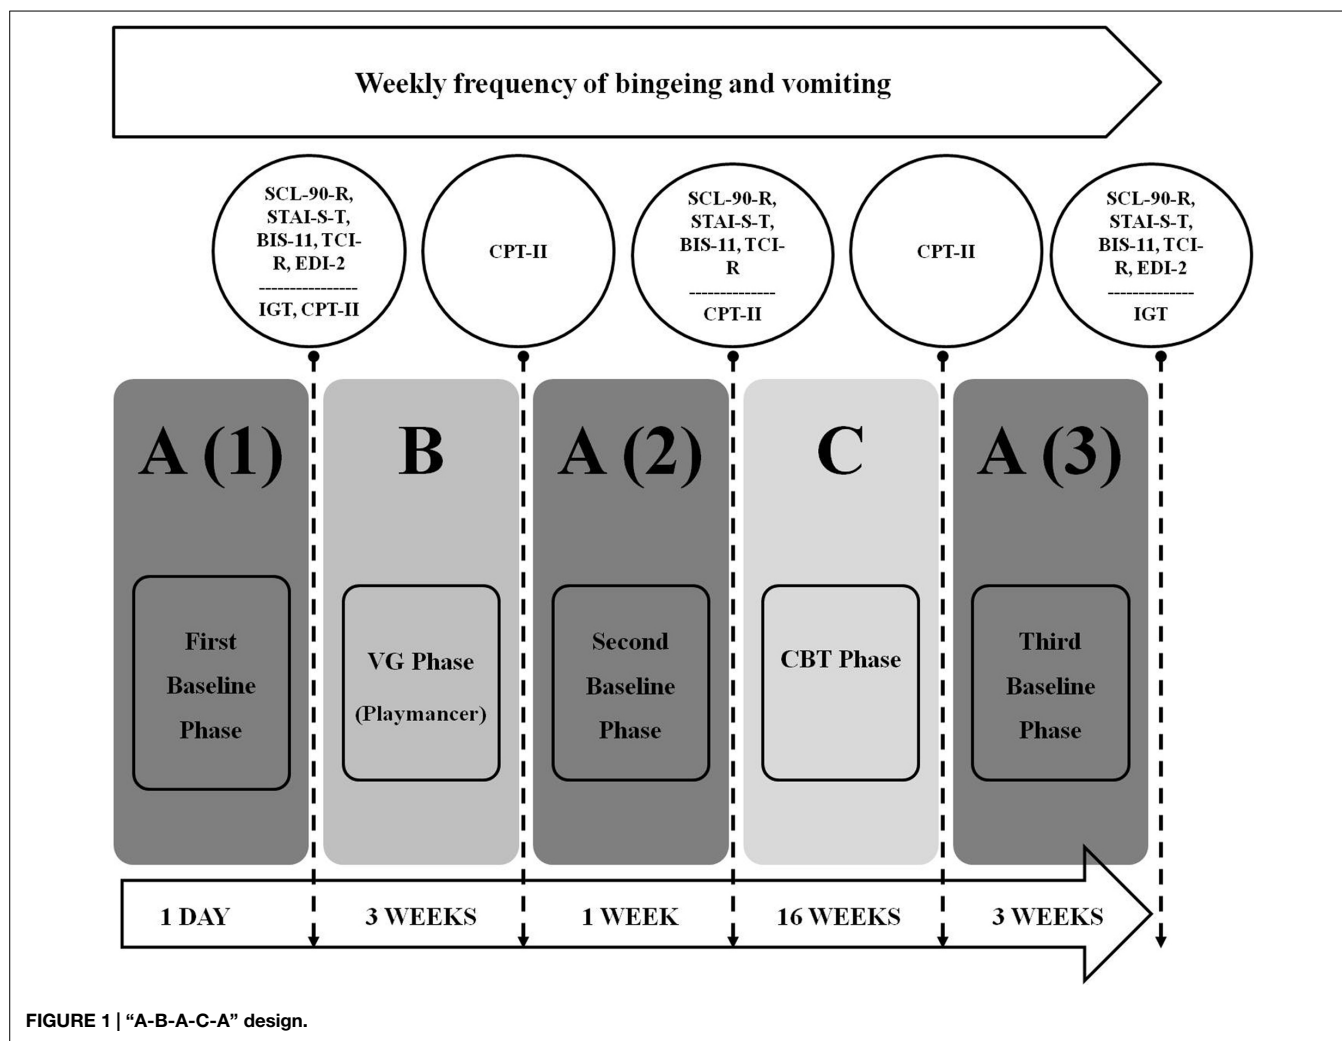 Weekly frequency of bingeing and vomiting
SCL-90-R,
STAI-S-T,
BIS-11, TCI-
R, EDI-2
----------------
IGT, CPT-II
CPT-II
SCL-90-R,
STAI-S-T,
BIS-11, TCI-
R
--------------
CPT-II
CPT-II
SCL-90-R,
STAI-S-T,
BIS-11, TCI-
R, EDI-2
--------------
IGT
A (1)
B
A (2)
C
A (3)
First
Baseline
Phase
VG Phase
(Playmancer)
Second
Baseline
Phase
CBT Phase
Third
Baseline
Phase
1 DAY
3 WEEKS
1 WEEK
16 WEEKS
3 WEEKS
FIGURE 1 | “A-B-A-C-A” design.